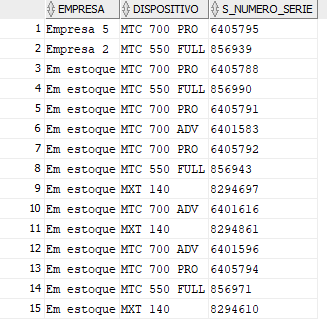 EMPRESA DISPOSITIVO S_NUMERO_SERIE
1 Empresa 5 MTC 700 PRO 6405795
2 Empresa 2 MTC 550 FULL 856939
3 Em estoque MTC 700 PRO 6405788
4 Em estoque MTC 550 FULL 856990
5 Em estoque MTC 700 PRO 6405791
6 Em estoque MTC 700 ADV 6401583
7 Em estoque MTC 700 PRO 6405792
8 Em estoque MTC 550 FULL 856943
9 Em estoque MXT 140 8294697
10 Em estoque MTC 700 ADV 6401616
11 Em estoque MXT 140 8294861
12 Em estoque MTC 700 ADV 6401596
13 Em estoque MTC 700 PRO 6405794
14 Em estoque MTC 550 FULL 856971
15 Em estoque MXT 140 8294610